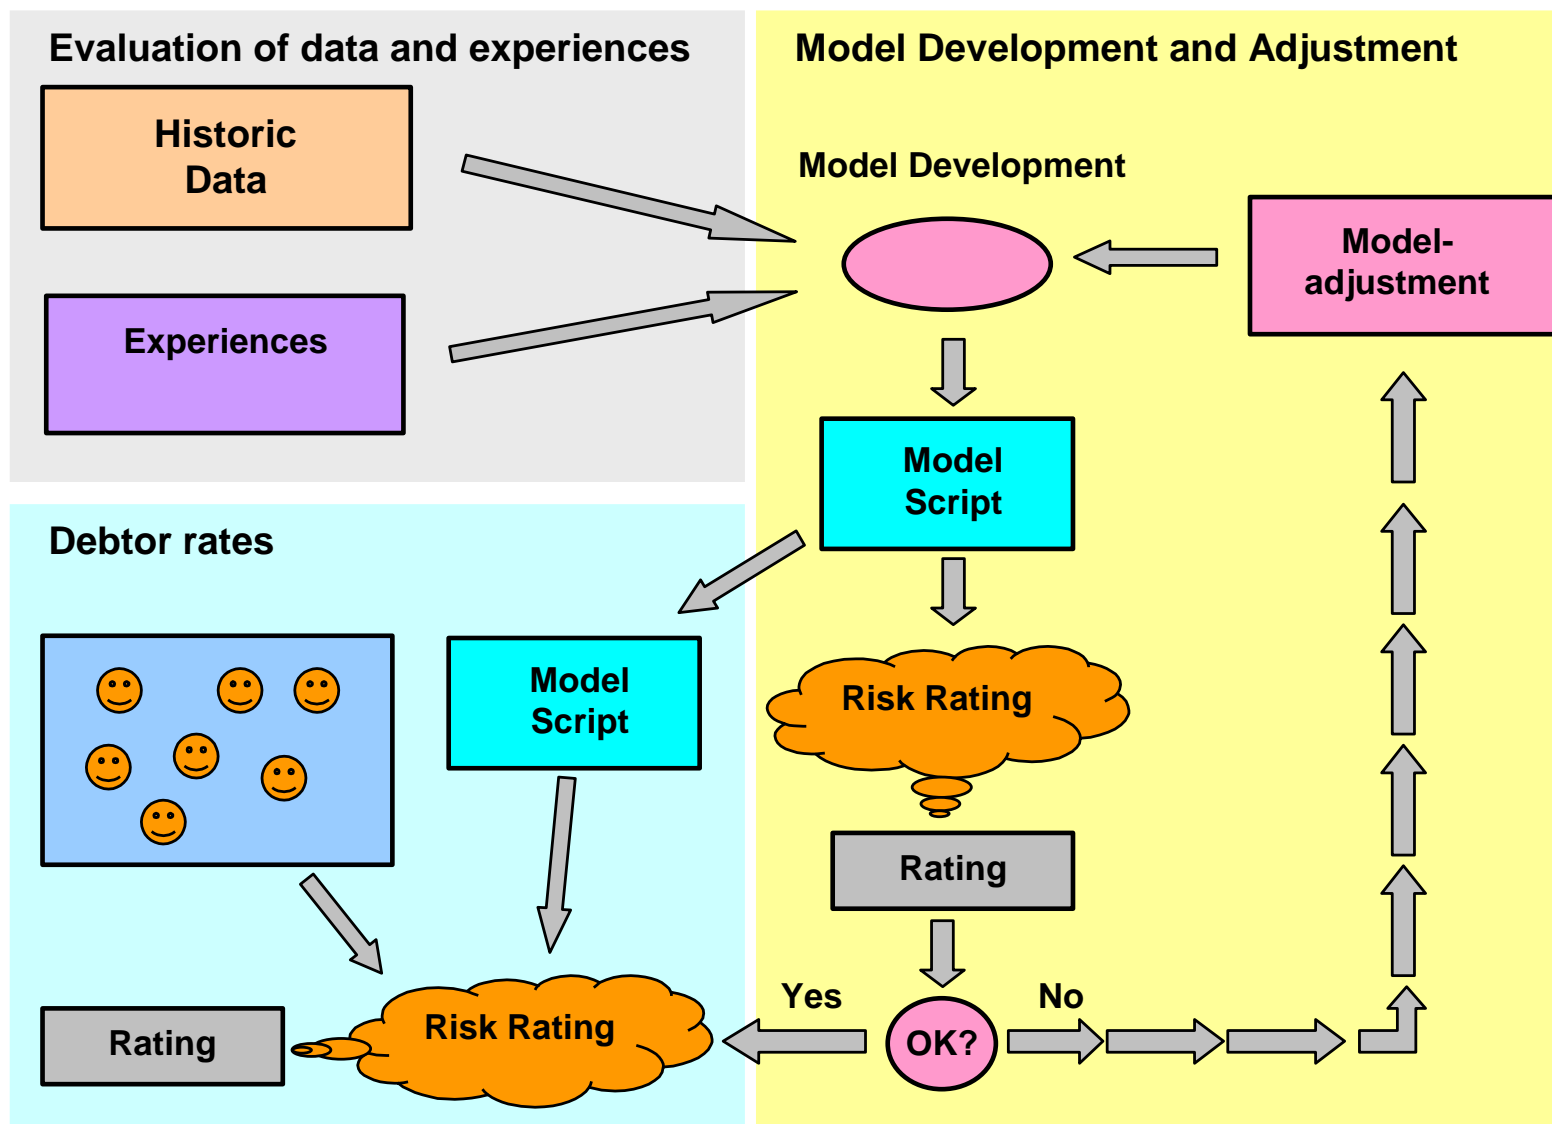 Evaluation of data and experiences
Historic
Data
Experiences
Model Development and Adjustment
Model Development
Model-
adjustment
Model
Script
Risk Rating
Rating
Yes
No
OK?
Debtor rates
Model
Script
Risk Rating
Rating